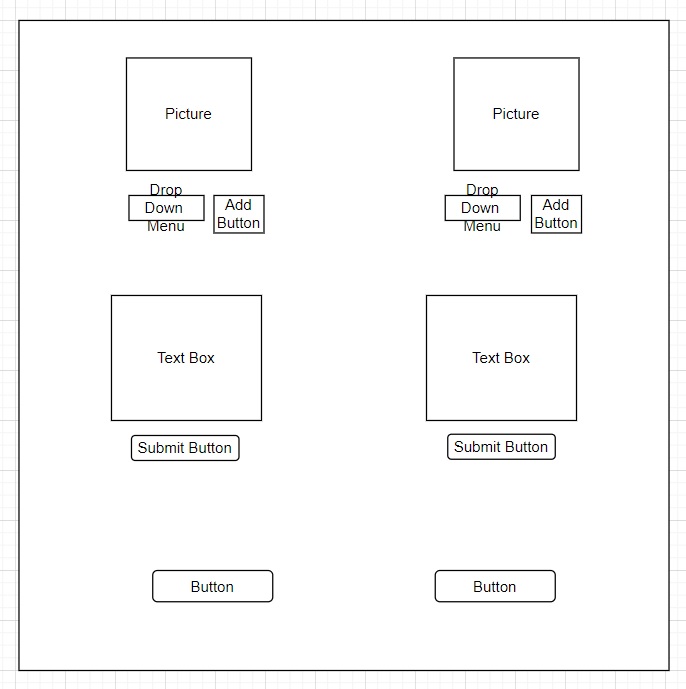 Picture
Picture
Drop
Down
Menu
Add
Button
Drop
Down
Menu
Add
Button
Text Box
Text Box
Submit Button
Submit Button
Button
Button